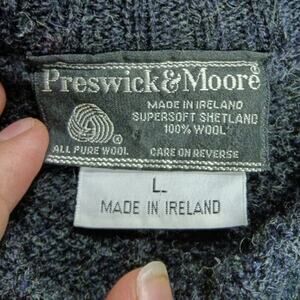 Preswick&Moore®
MADE IN IRELAND
SUPERSOFT SHETLAND
100% WOOL
ALL PURE WOOL
CARE ON REVERSE
L
MADE IN IRELAND